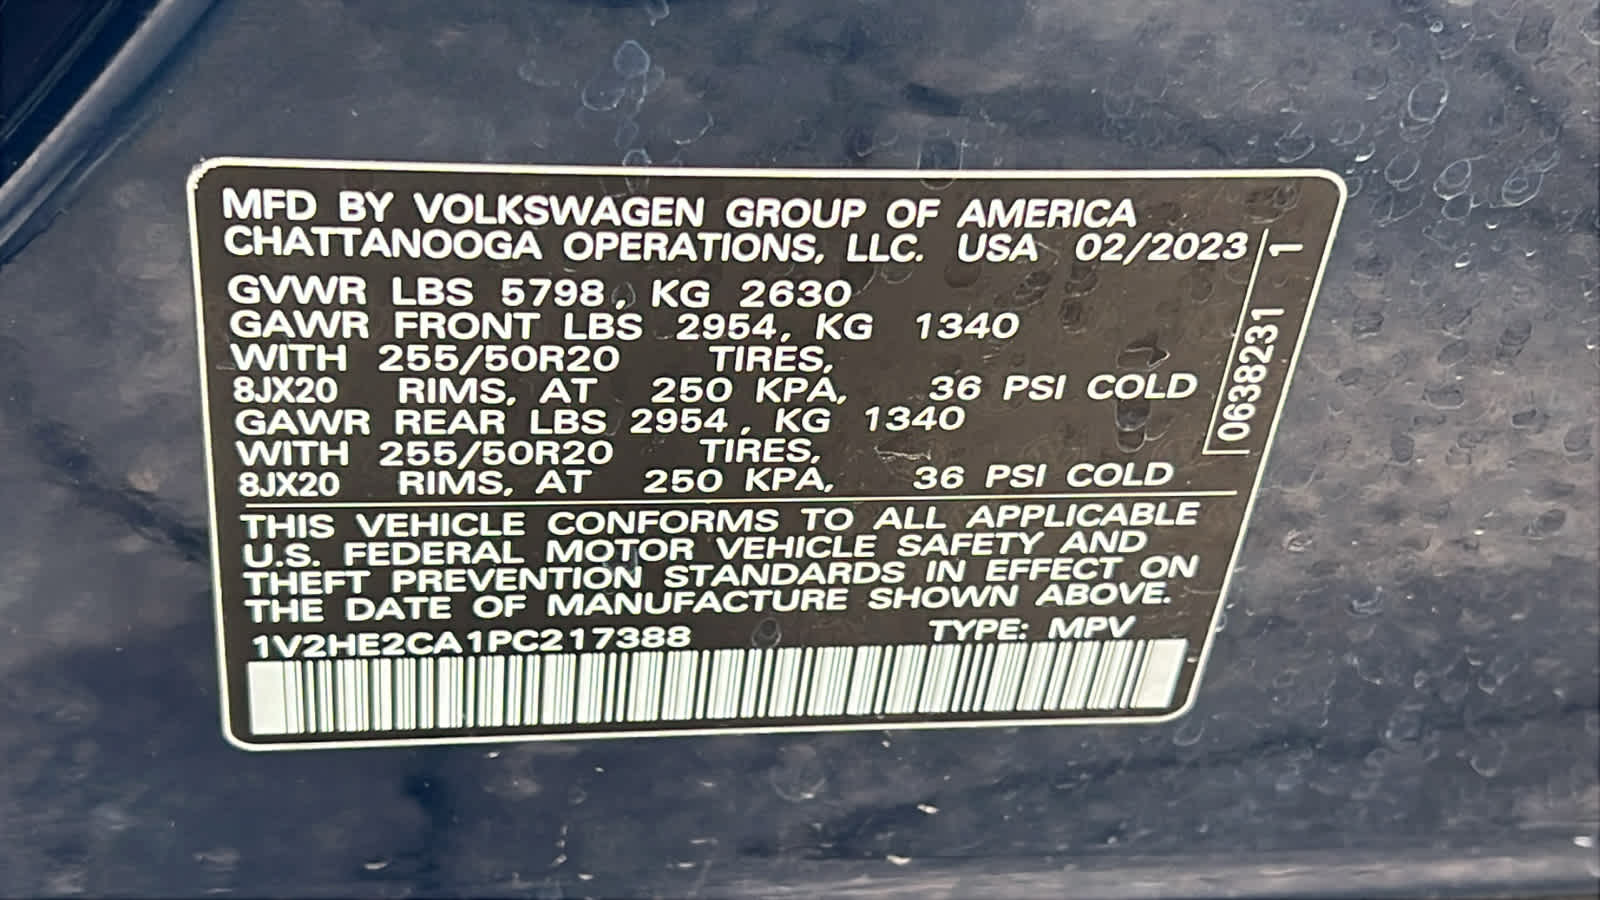 MFD BY VOLKSWAGEN GROUP OF AMERICA
CHATTANOOGA OPERATIONS, LLC. USA 02/2023
GVWR LBS 5798, KG 2630
GAWR FRONT LBS 2954, KG 1340
WITH 255/50R20 TIRES,
8JX20 RIMS, AT 250 KPA, 36 PSI COLD
GAWR REAR LBS 2954, KG 1340
WITH 255/50R20 TIRES,
8JX20 RIMS, AT 250 KPA, 36 PSI COLD
THIS VEHICLE CONFORMS TO ALL APPLICABLE
U.S. FEDERAL MOTOR VEHICLE SAFETY AND
THEFT PREVENTION STANDARDS IN EFFECT ON
THE DATE OF MANUFACTURE SHOWN ABOVE.
1V2HE2CA1PC217388 TYPE: MPV
0638231 1